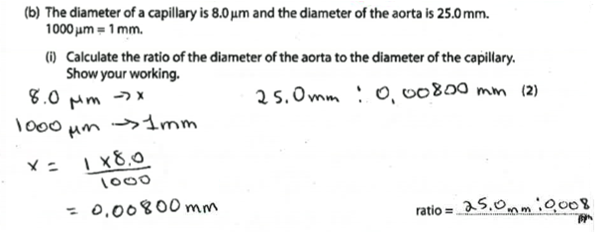 (b) The diameter of a capillary is 8.0 µm and the diameter of the aorta is 25.0 mm.
1000 µm = 1 mm.
(i) Calculate the ratio of the diameter of the aorta to the diameter of the capillary.
Show your working.
8.0 µm → x
25.0mm : 0.00800 mm (2)
1000 µm → 1mm
x = 1 x 8.0
1000
= 0.00800 mm
ratio = 25.0mm : 0.008
mm